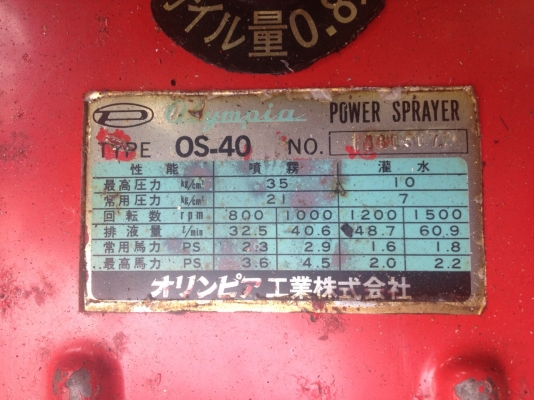 オイル量0.8
Olympia POWER SPRAYER
TYPE OS-40 NO.
性能 噴霧 灌水
最高圧力 kg/cm² 35 10
常用圧力 kg/cm² 21 7
回転数 rpm 800 1000 1200 1500
排液量 ℓ/min 32.5 40.6 48.7 60.9
常用馬力 PS 2.3 2.9 1.6 1.8
最高馬力 PS 3.6 4.5 2.0 2.2
オリンピア工業株式会社